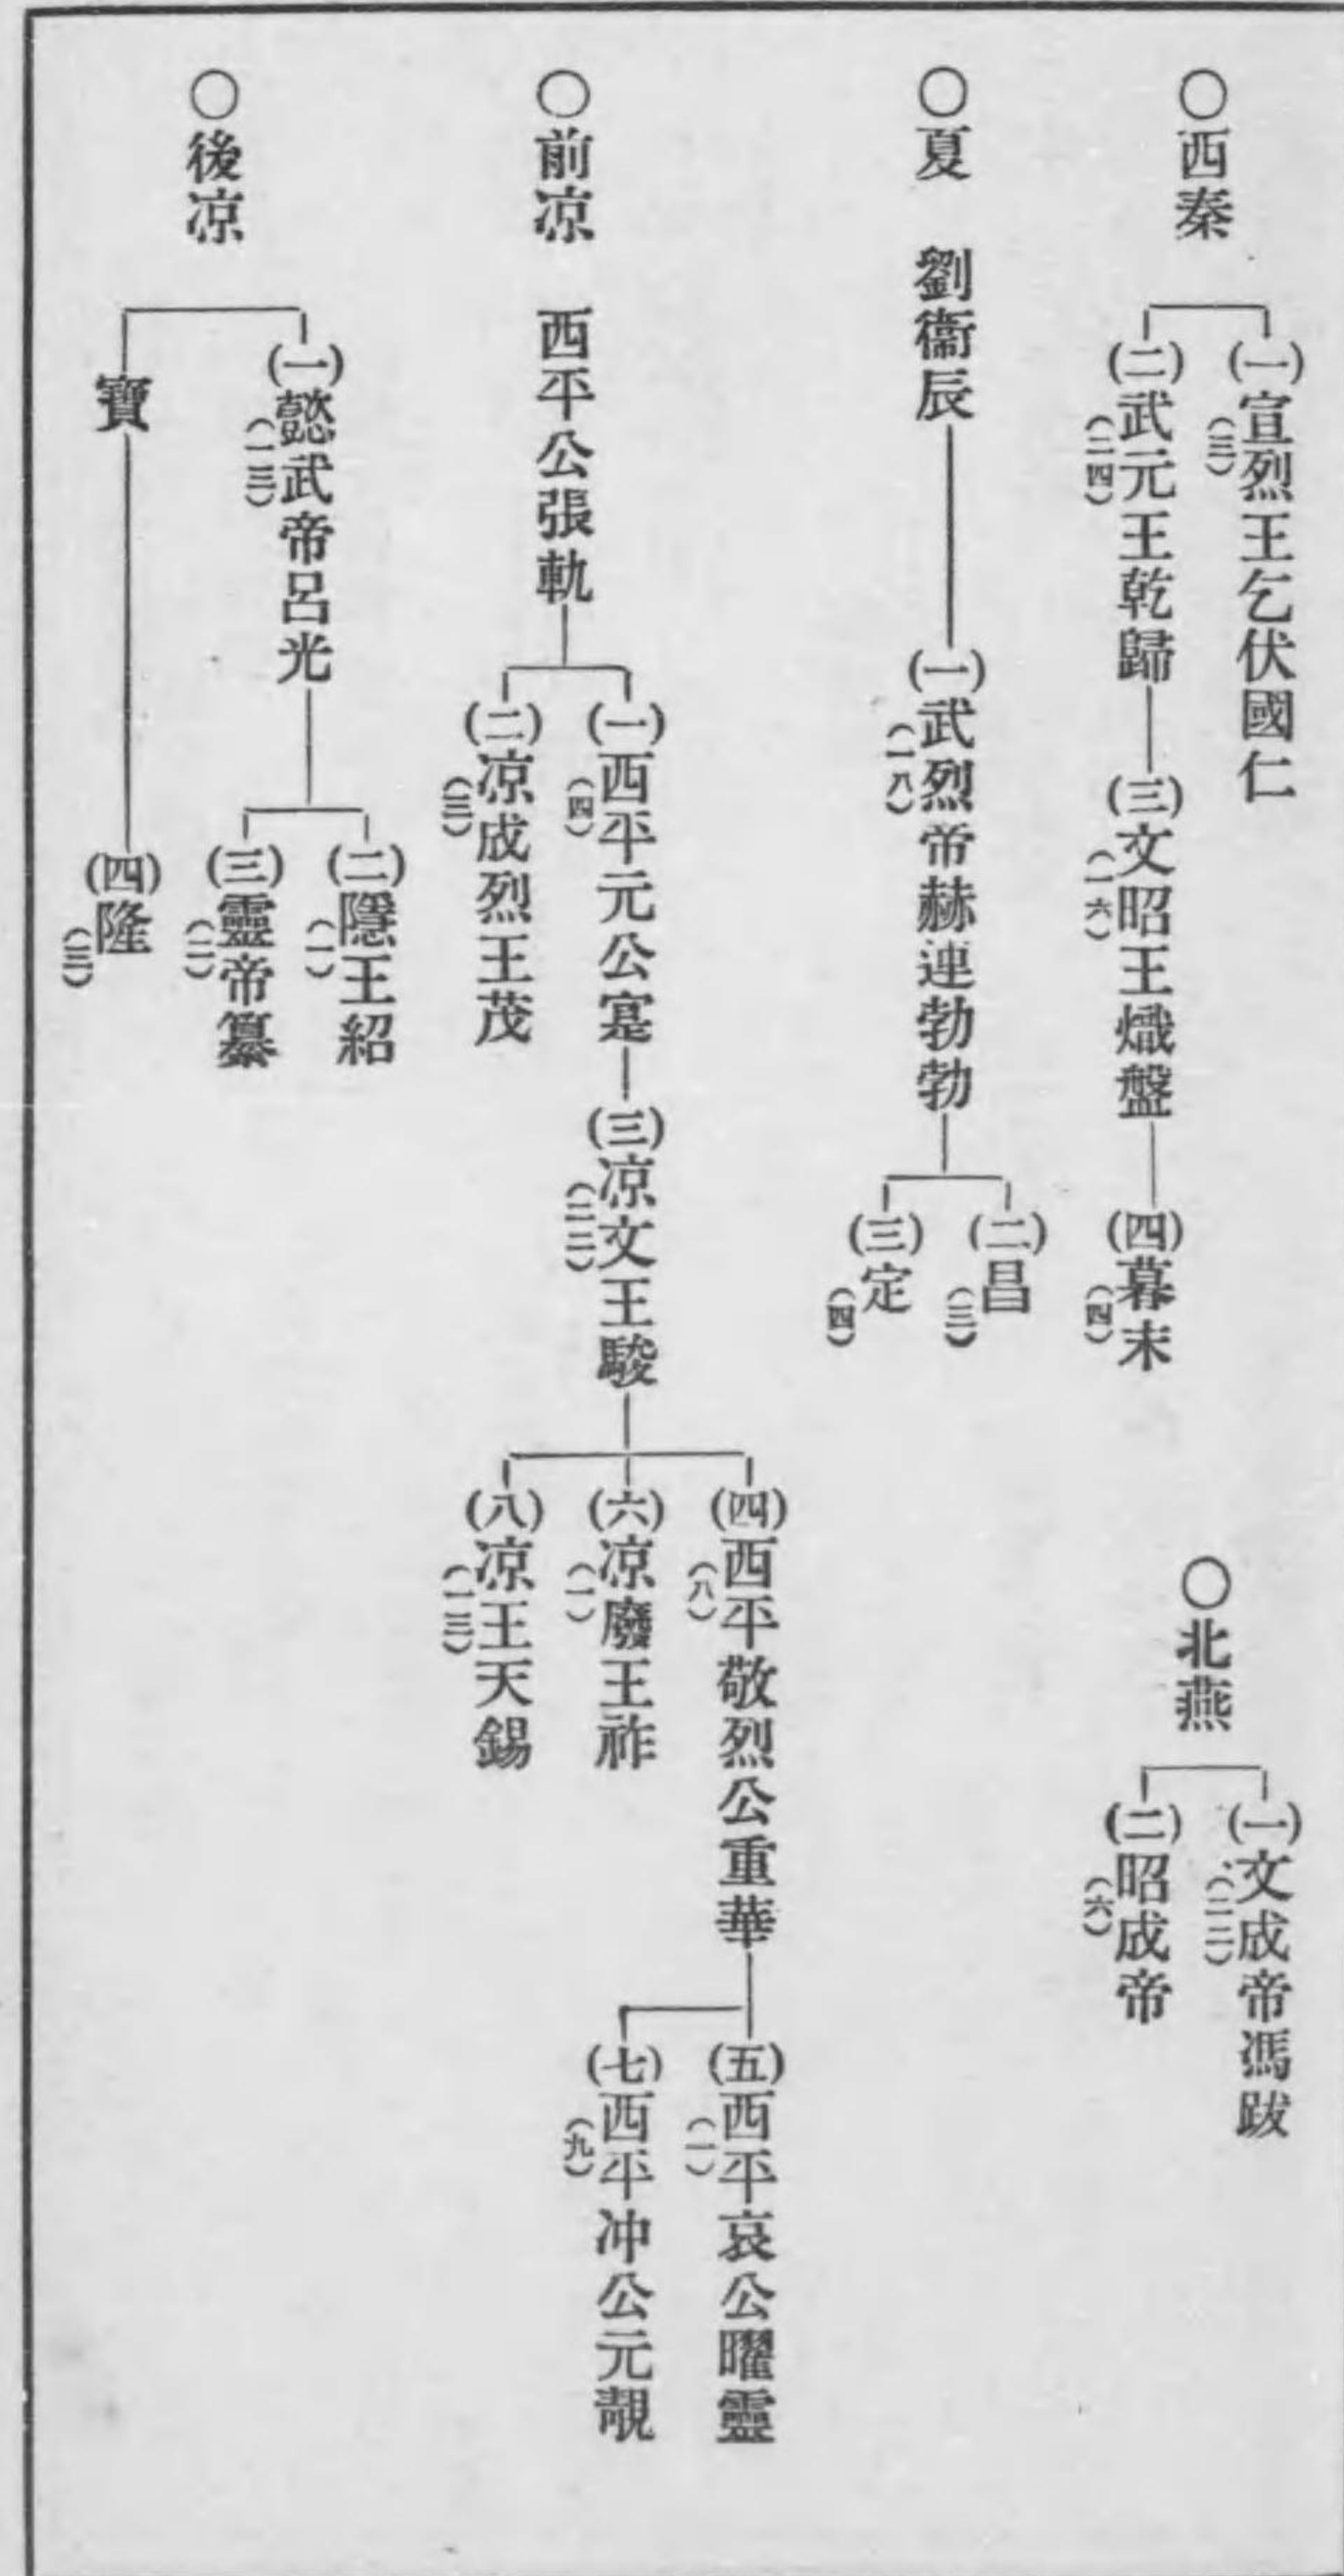 ○西秦
(一)宣烈王乞伏國仁
(三)
(二)武元王乾歸
(二四)
(三)文昭王熾盤
(一六)
(四)暮末
(四)
○北燕
(一)文成帝馮跋
(二二)
(二)昭成帝
(六)
○夏
劉衞辰
(一)武烈帝赫連勃勃
(一八)
(二)昌
(三)
(三)定
(四)
○前凉
西平公張軌
(一)西平元公寔
(四)
(二)凉成烈王茂
(三)
(三)凉文王駿
(二二)
(四)西平敬烈公重華
(八)
(五)西平哀公曜靈
(一)
(六)凉廢王祚
(一)
(七)西平冲公元靚
(九)
(八)凉王天錫
(一三)
○後凉
(一)懿武帝呂光
(一三)
(二)隱王紹
(一)
(三)靈帝纂
(二)
寶
(四)隆
(三)